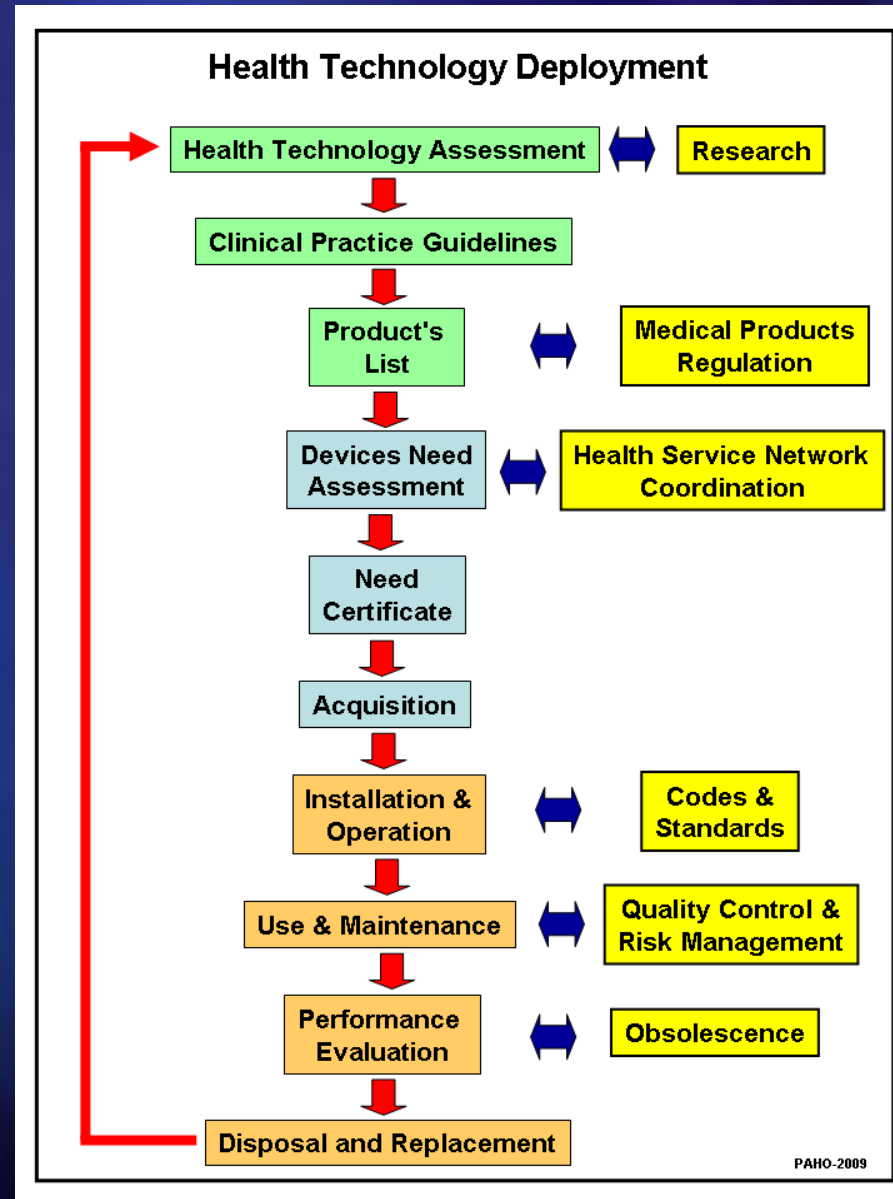 Health Technology Deployment
Health Technology Assessment
Research
Clinical Practice Guidelines
Product's
List
Medical Products
Regulation
Devices Need
Assessment
Health Service Network
Coordination
Need
Certificate
Acquisition
Installation &
Operation
Codes &
Standards
Use & Maintenance
Quality Control &
Risk Management
Performance
Evaluation
Obsolescence
Disposal and Replacement
PAHO-2009